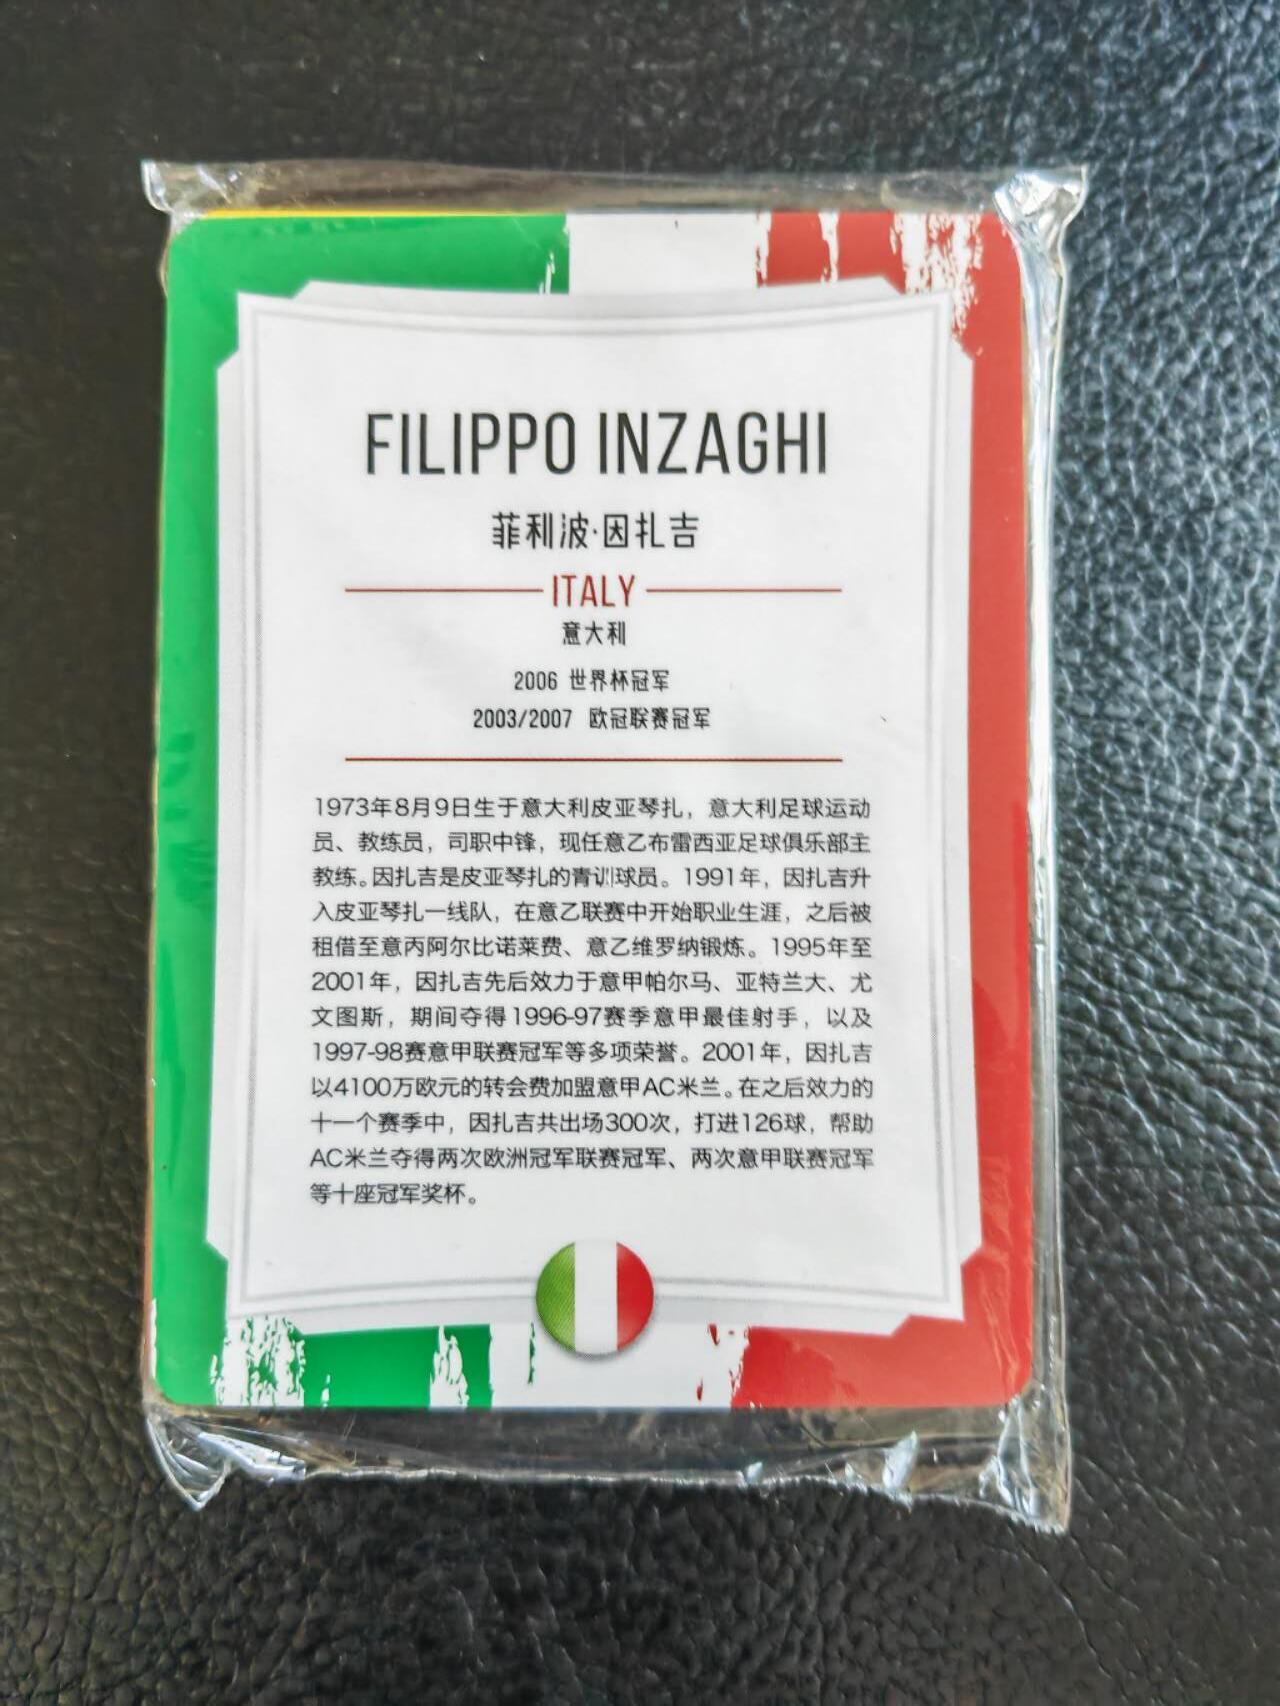 FILIPPO INZAGHI
菲利波·因扎吉
ITALY
意大利
2006 世界杯冠军
2003/2007 欧冠联赛冠军
1973年8月9日生于意大利皮亚琴扎，意大利足球运动
员、教练员，司职中锋，现任意乙布雷西亚足球俱乐部主
教练。因扎吉是皮亚琴扎的青训球员。1991年，因扎吉升
入皮亚琴扎一线队，在意乙联赛中开始职业生涯，之后被
租借至意丙阿尔比诺莱费、意乙维罗纳锻炼。1995年至
2001年，因扎吉先后效力于意甲帕尔马、亚特兰大、尤
文图斯，期间夺得1996-97赛季意甲最佳射手，以及
1997-98赛意甲联赛冠军等多项荣誉。2001年，因扎吉
以4100万欧元的转会费加盟意甲AC米兰。在之后效力的
十一个赛季中，因扎吉共出场300次，打进126球，帮助
AC米兰夺得两次欧洲冠军联赛冠军、两次意甲联赛冠军
等十座冠军奖杯。